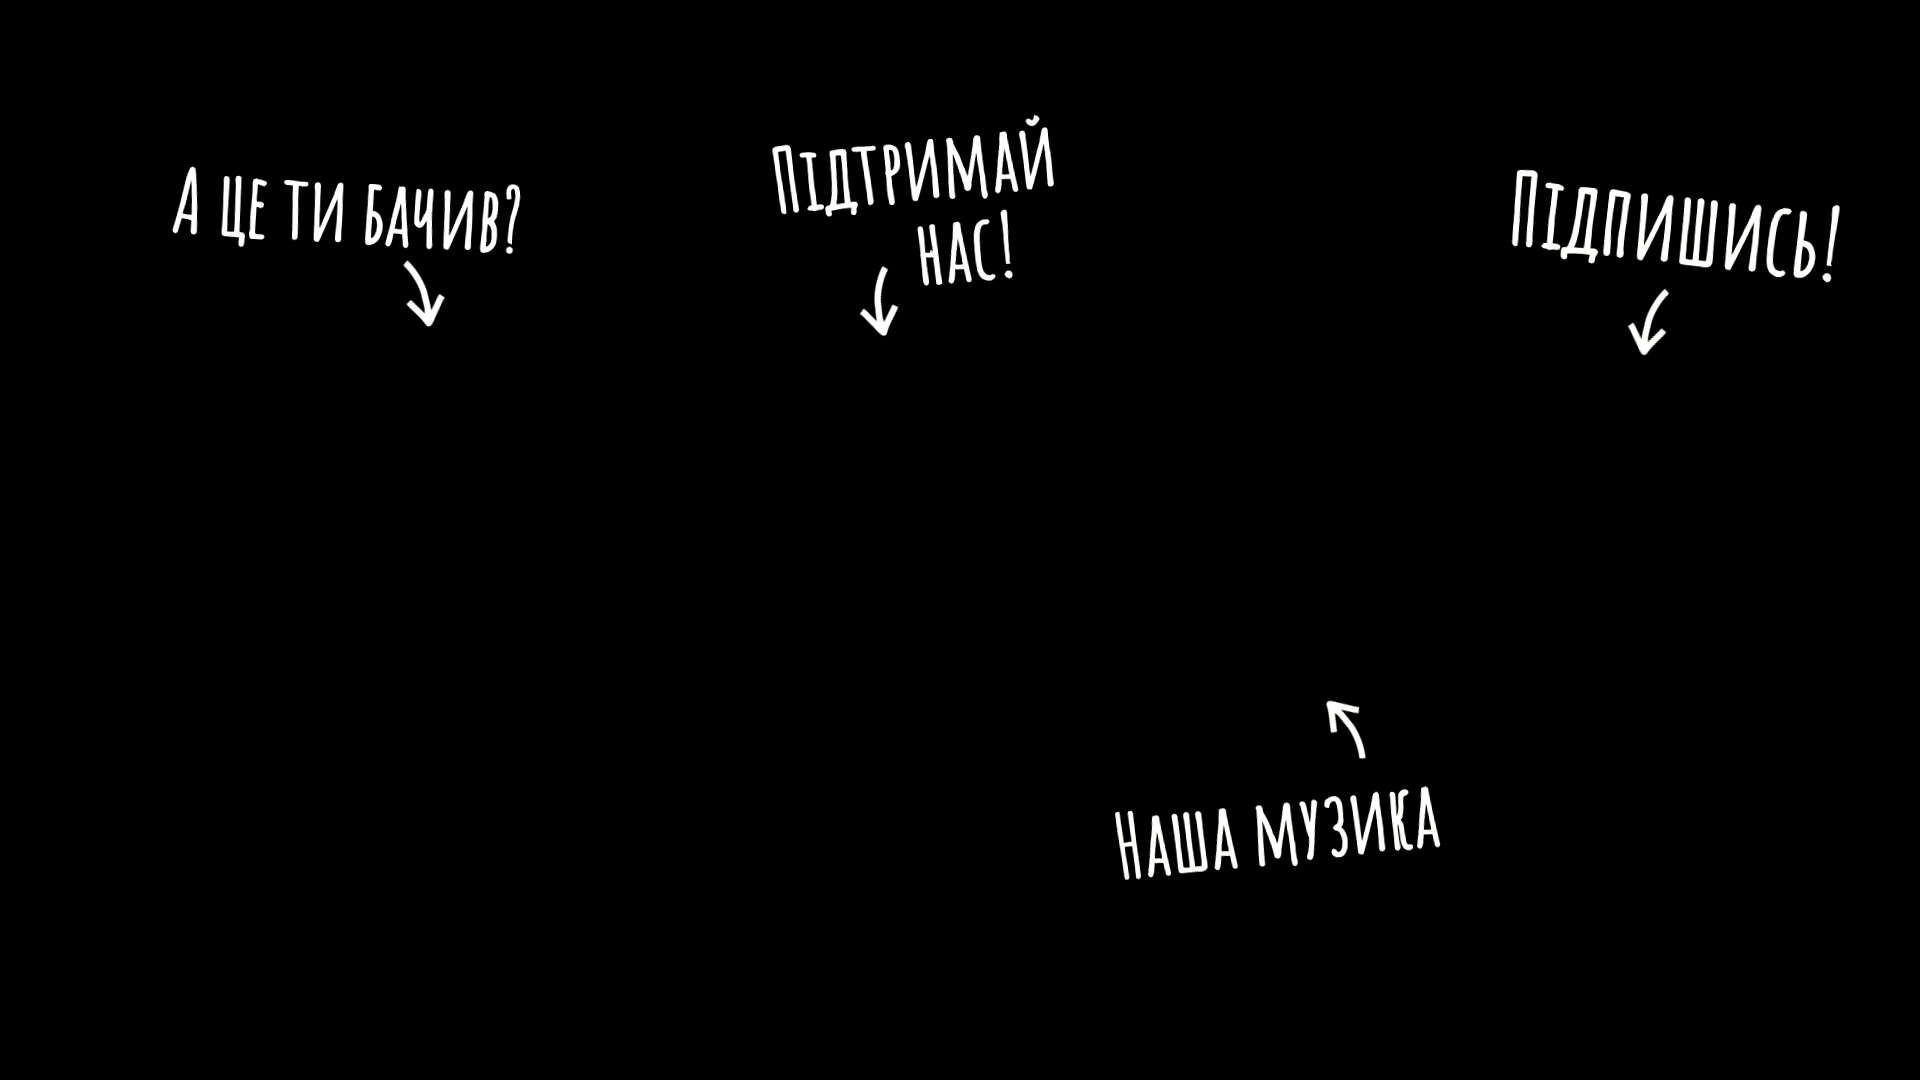 А це ти бачив?
Підтримай
нас!
Підпишись!
Наша музика